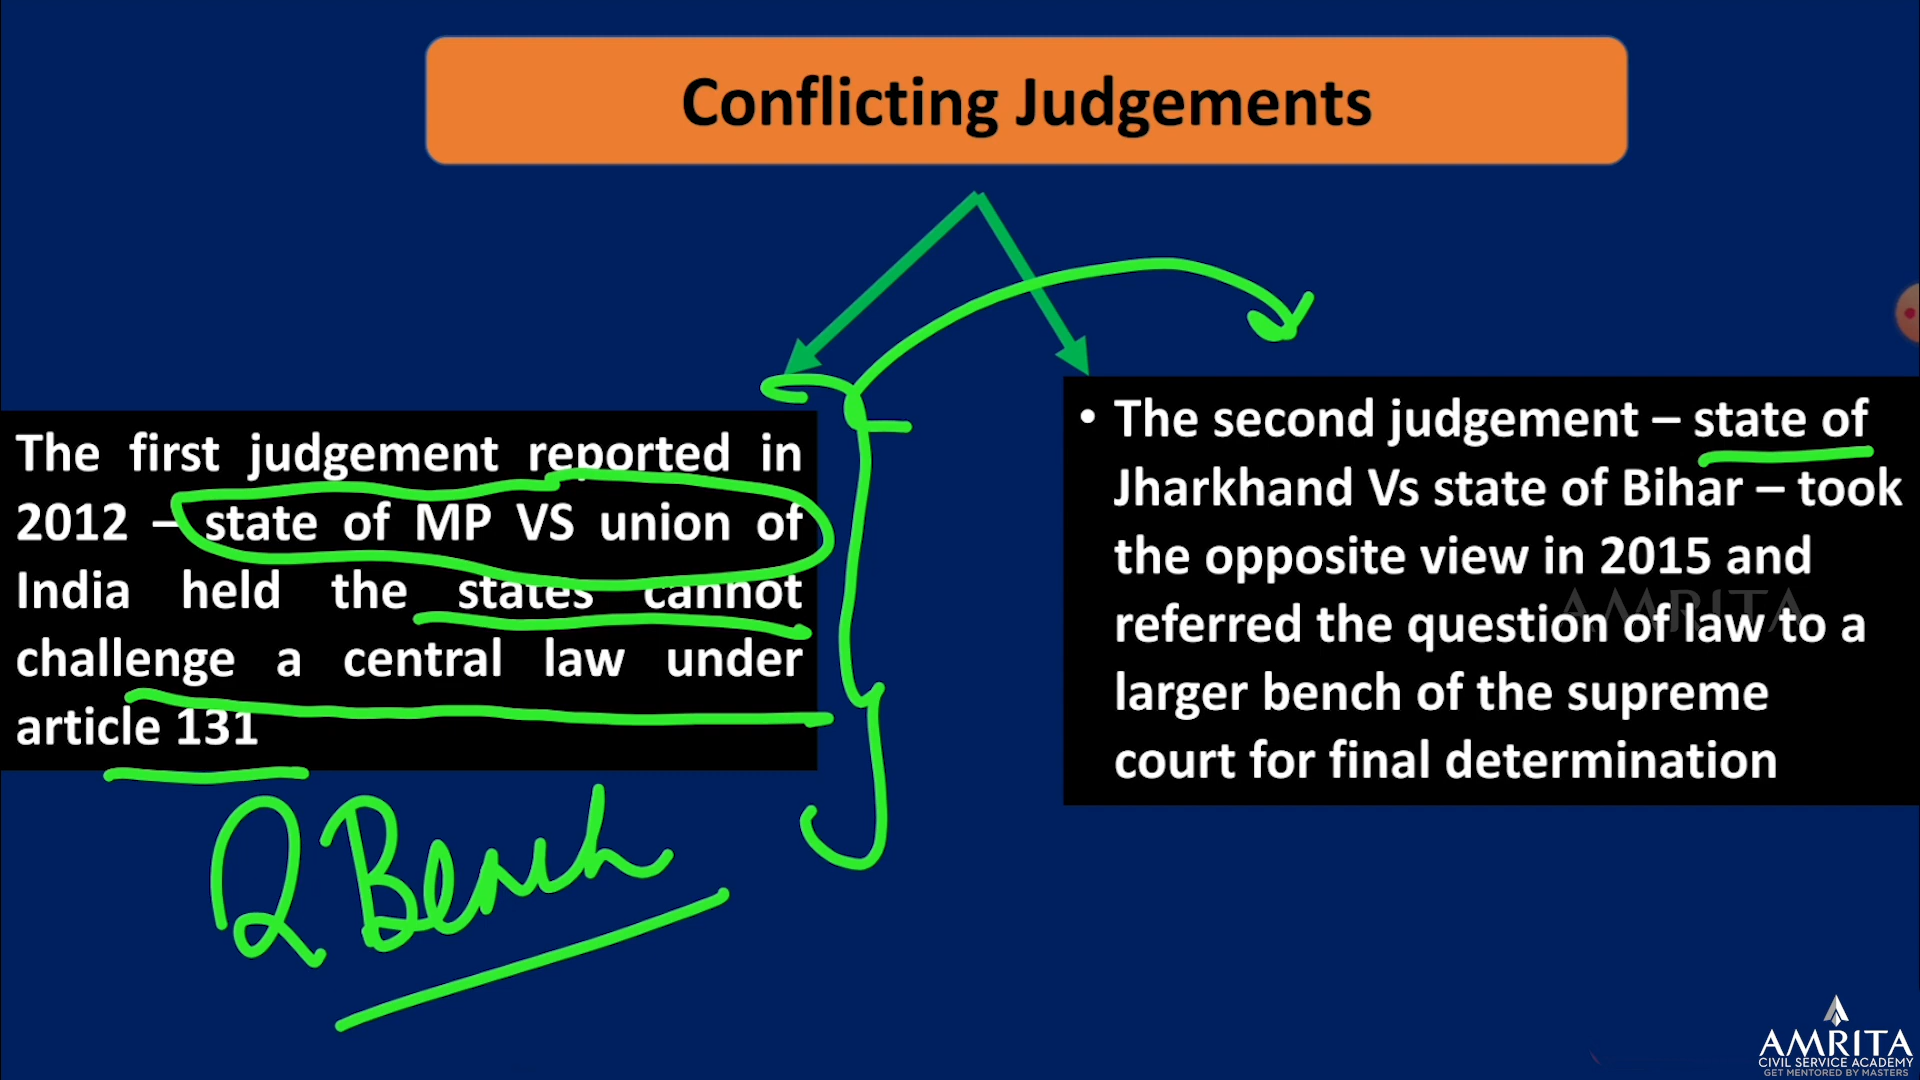 Conflicting Judgements
The first judgement reported in
2012 – state of MP VS union of
India held the states cannot
challenge a central law under
article 131
• The second judgement – state of
Jharkhand Vs state of Bihar – took
the opposite view in 2015 and
referred the question of law to a
larger bench of the supreme
court for final determination
2 Bench
AMRITA
AMRITA
CIVIL SERVICE ACADEMY
GET MENTORED BY MASTERS